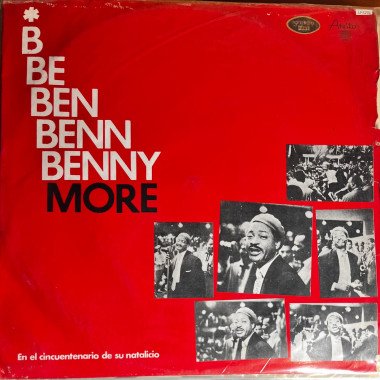 *
B
BE
BEN
BENN
BENNY
MORE
En el cincuentenario de su natalicio